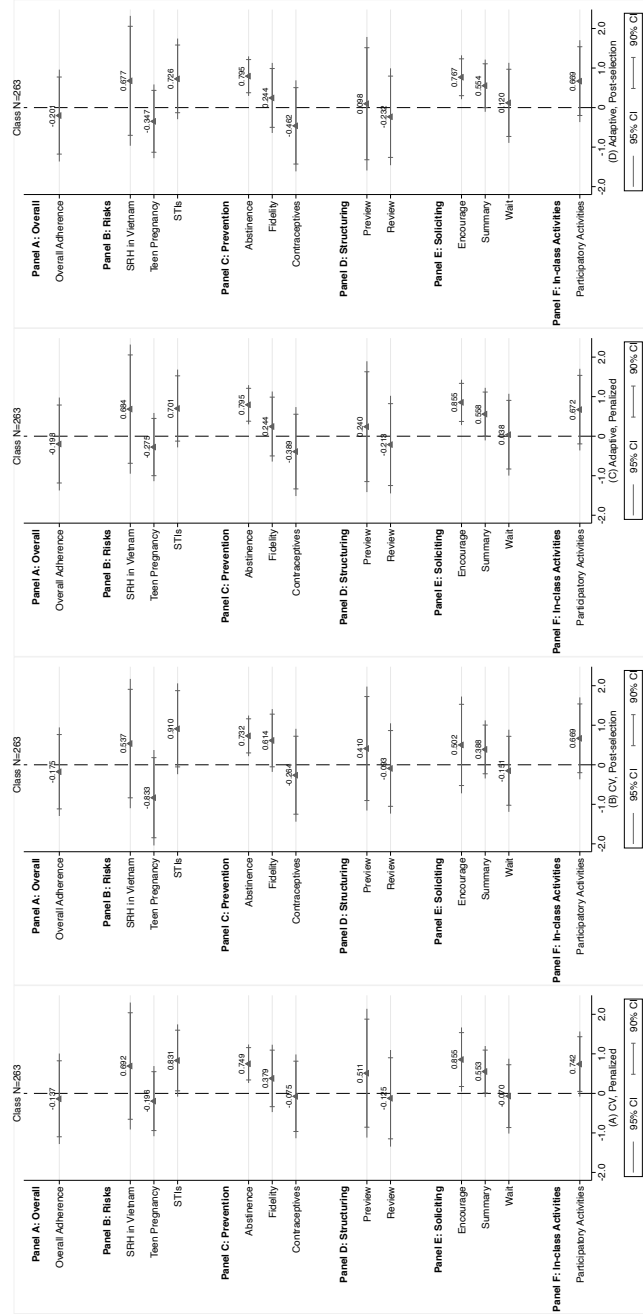 Class N=263
Panel A: Overall
Overall Adherence
-0.137
Panel B: Risks
SRH in Vietnam
0.692
Teen Pregnancy
-0.198
STIs
0.831
Panel C: Prevention
Abstinence
0.749
Fidelity
0.379
Contraceptives
-0.075
Panel D: Structuring
Preview
0.511
Review
-0.125
Panel E: Soliciting
Encourage
0.855
Summary
0.553
Wait
-0.070
Panel F: In-class Activities
Participatory Activities
0.742
-2.0 -1.0 0 1.0 2.0
(A) CV, Penalized
95% CI 90% CI
Class N=263
Panel A: Overall
Overall Adherence
-0.175
Panel B: Risks
SRH in Vietnam
0.537
Teen Pregnancy
-0.833
STIs
0.910
Panel C: Prevention
Abstinence
0.732
Fidelity
0.614
Contraceptives
-0.264
Panel D: Structuring
Preview
0.410
Review
-0.093
Panel E: Soliciting
Encourage
0.502
Summary
0.388
Wait
-0.151
Panel F: In-class Activities
Participatory Activities
0.669
-2.0 -1.0 0 1.0 2.0
(B) CV, Post-selection
95% CI 90% CI
Class N=263
Panel A: Overall
Overall Adherence
-0.198
Panel B: Risks
SRH in Vietnam
0.684
Teen Pregnancy
-0.275
STIs
0.701
Panel C: Prevention
Abstinence
0.795
Fidelity
0.244
Contraceptives
-0.389
Panel D: Structuring
Preview
0.240
Review
-0.213
Panel E: Soliciting
Encourage
0.855
Summary
0.558
Wait
0.038
Panel F: In-class Activities
Participatory Activities
0.672
-2.0 -1.0 0 1.0 2.0
(C) Adaptive, Penalized
95% CI 90% CI
Class N=263
Panel A: Overall
Overall Adherence
-0.201
Panel B: Risks
SRH in Vietnam
0.677
Teen Pregnancy
-0.347
STIs
0.726
Panel C: Prevention
Abstinence
0.795
Fidelity
0.244
Contraceptives
-0.462
Panel D: Structuring
Preview
0.098
Review
-0.232
Panel E: Soliciting
Encourage
0.767
Summary
0.554
Wait
0.120
Panel F: In-class Activities
Participatory Activities
0.669
-2.0 -1.0 0 1.0 2.0
(D) Adaptive, Post-selection
95% CI 90% CI